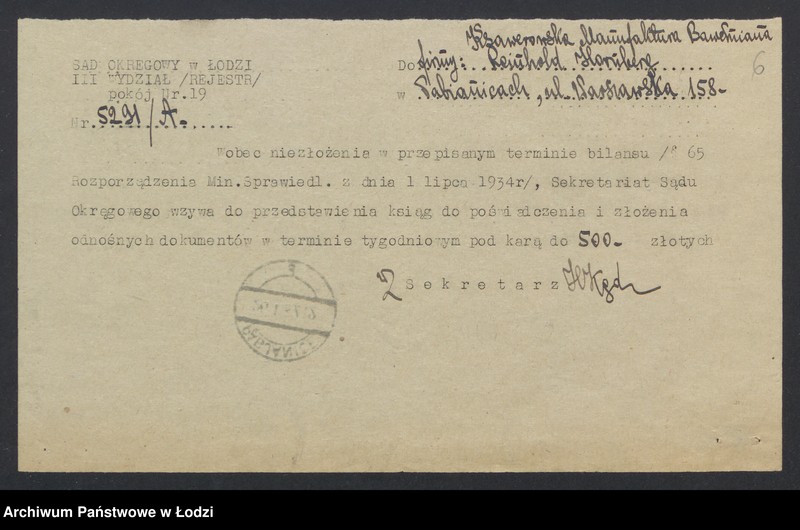 Kzawerowska Manufaktura Bawełniana
SĄD OKRĘGOWY w ŁODZI
Do firmy: Reinhold Hornberg
6
III WYDZIAŁ /REJESTR/
w Pabianicach, ul. Warszawska 158-
pokój Nr.19
Nr. 5291/A.
Wobec niezłożenia w przepisanym terminie bilansu /§ 65
Rozporządzenia Min.Sprawiedl. z dnia 1 lipca 1934r/, Sekretariat Sądu
Okręgowego wzywa do przedstawienia ksiąg do poświadczenia i złożenia
odnośnych dokumentów w terminie tygodniowym pod karą do 500- złotych
Sekretarz
PABJANICE
Archiwum Państwowe w Łodzi